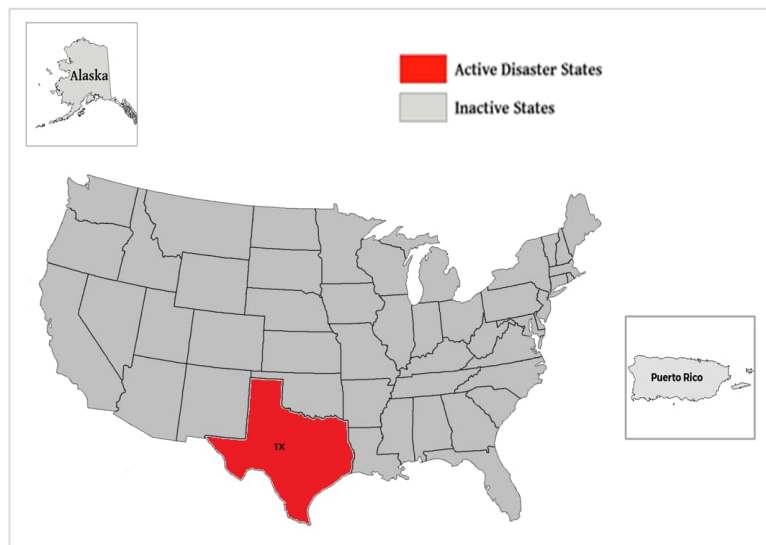 Alaska
Active Disaster States
Inactive States
Puerto Rico
TX